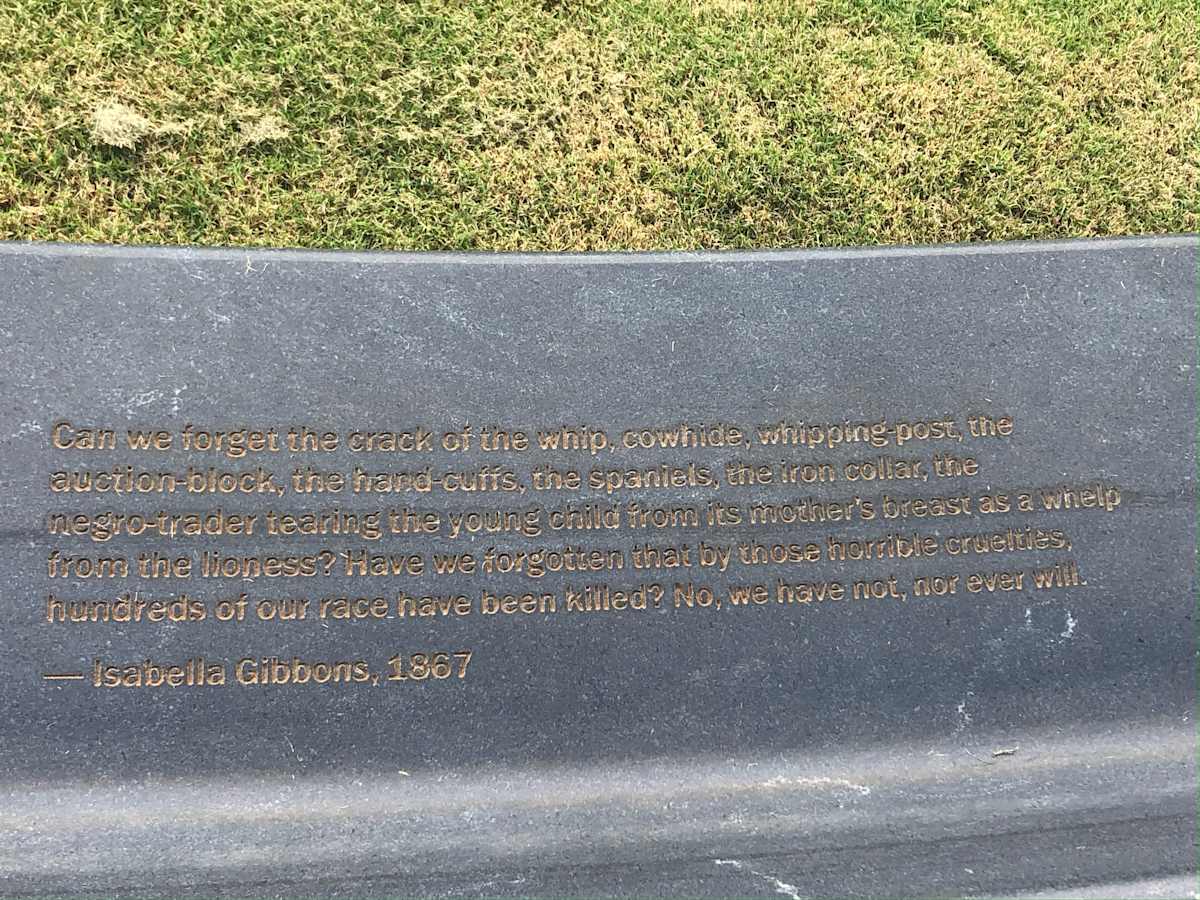 Can we forget the crack of the whip, cowhide, whipping-post, the
auction-block, the hand-cuffs, the spaniels, the iron collar, the
negro-trader tearing the young child from its mother's breast as a whelp
from the lioness? Have we forgotten that by those horrible cruelties,
hundreds of our race have been killed? No, we have not, nor ever will.
— Isabella Gibbons, 1867